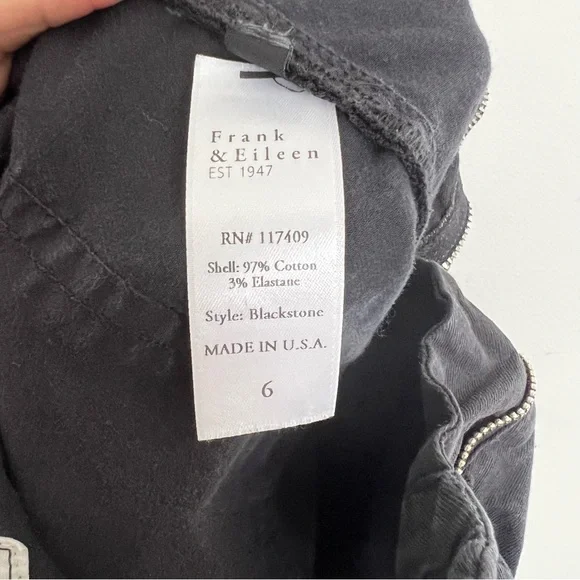 Frank
& Eileen
EST 1947
RN# 117409
Shell: 97% Cotton
3% Elastane
Style: Blackstone
MADE IN U.S.A.
6